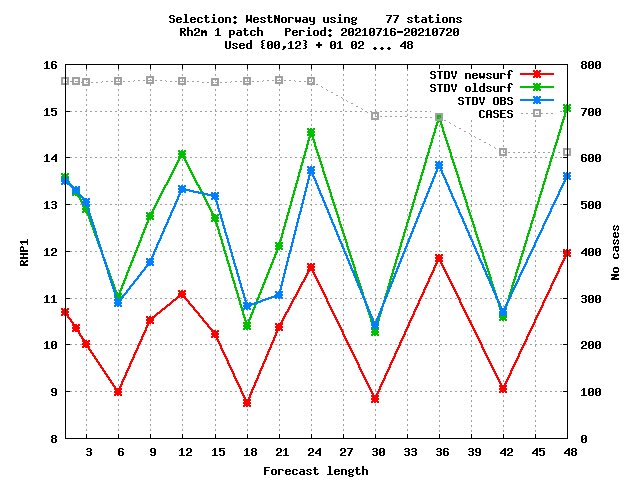 Selection: WestNorway using    77 stations
Rh2m 1 patch   Period: 20210716-20210720
Used {00,12} + 01 02 ... 48
STDV newsurf
STDV oldsurf
STDV OBS
CASES
16
15
14
13
12
11
10
9
8
RHP1
800
700
600
500
400
300
200
100
0
No cases
3 6 9 12 15 18 21 24 27 30 33 36 39 42 45 48
Forecast length